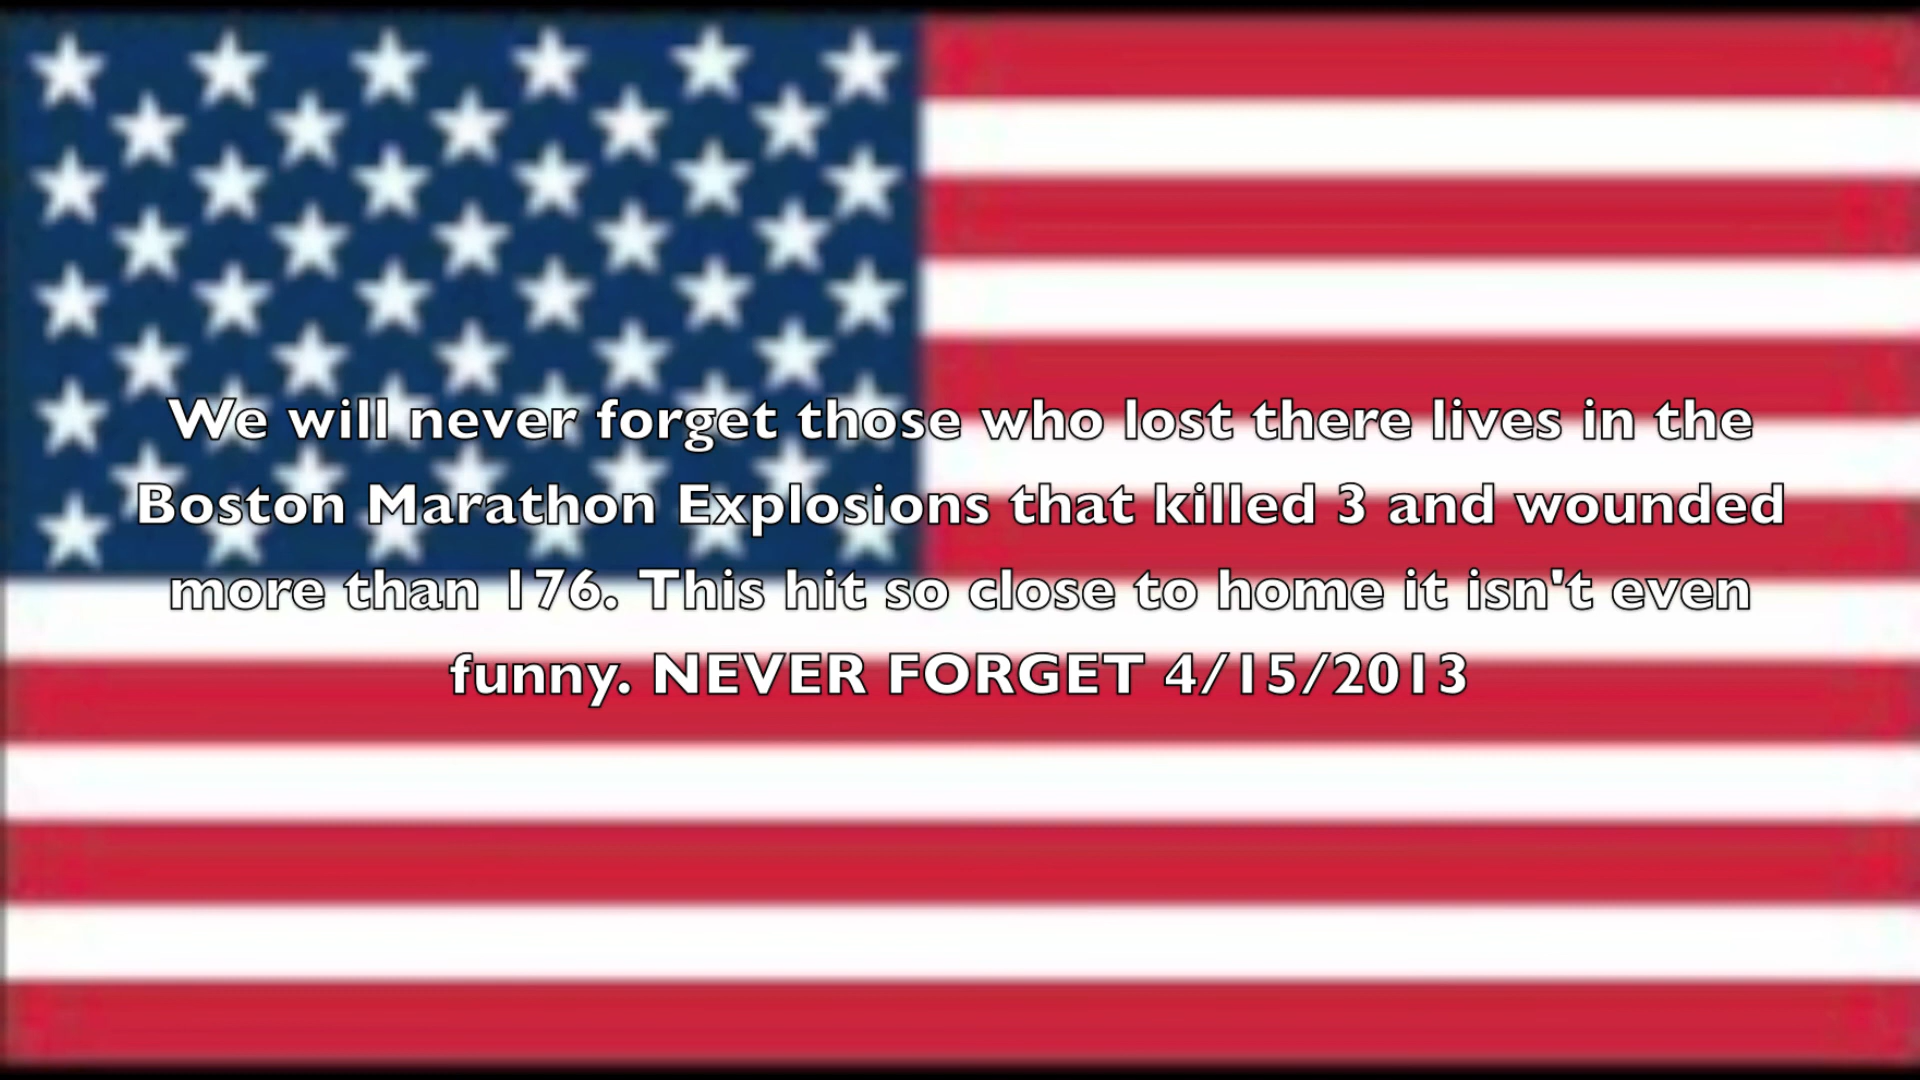 We will never forget those who lost there lives in the
Boston Marathon Explosions that killed 3 and wounded
more than 176. This hit so close to home it isn't even
funny. NEVER FORGET 4/15/2013